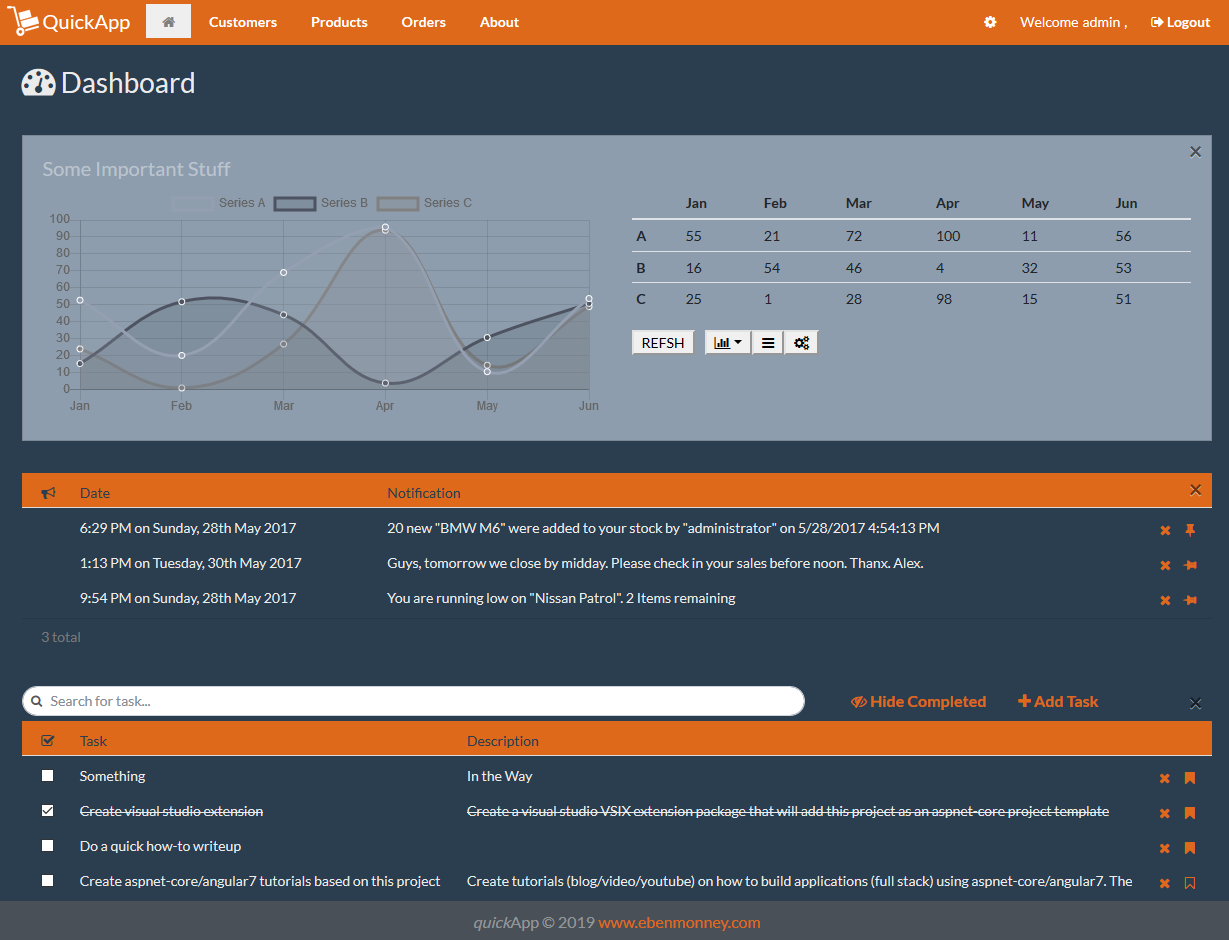 QuickApp Customers Products Orders About Welcome admin , Logout
Dashboard
Some Important Stuff
Series A Series B Series C
100
90
80
70
60
50
40
30
20
10
0
Jan Feb Mar Apr May Jun
Jan Feb Mar Apr May Jun
A 55 21 72 100 11 56
B 16 54 46 4 32 53
C 25 1 28 98 15 51
REFSH
Date Notification
6:29 PM on Sunday, 28th May 2017 20 new "BMW M6" were added to your stock by "administrator" on 5/28/2017 4:54:13 PM
1:13 PM on Tuesday, 30th May 2017 Guys, tomorrow we close by midday. Please check in your sales before noon. Thanx. Alex.
9:54 PM on Sunday, 28th May 2017 You are running low on "Nissan Patrol". 2 Items remaining
3 total
Search for task... Hide Completed Add Task
Task Description
Something In the Way
Create visual studio extension Create a visual studio VSIX extension package that will add this project as an aspnet-core project template
Do a quick how-to writeup
Create aspnet-core/angular7 tutorials based on this project Create tutorials (blog/video/youtube) on how to build applications (full stack) using aspnet-core/angular7. The
quickApp © 2019 www.ebenmonney.com